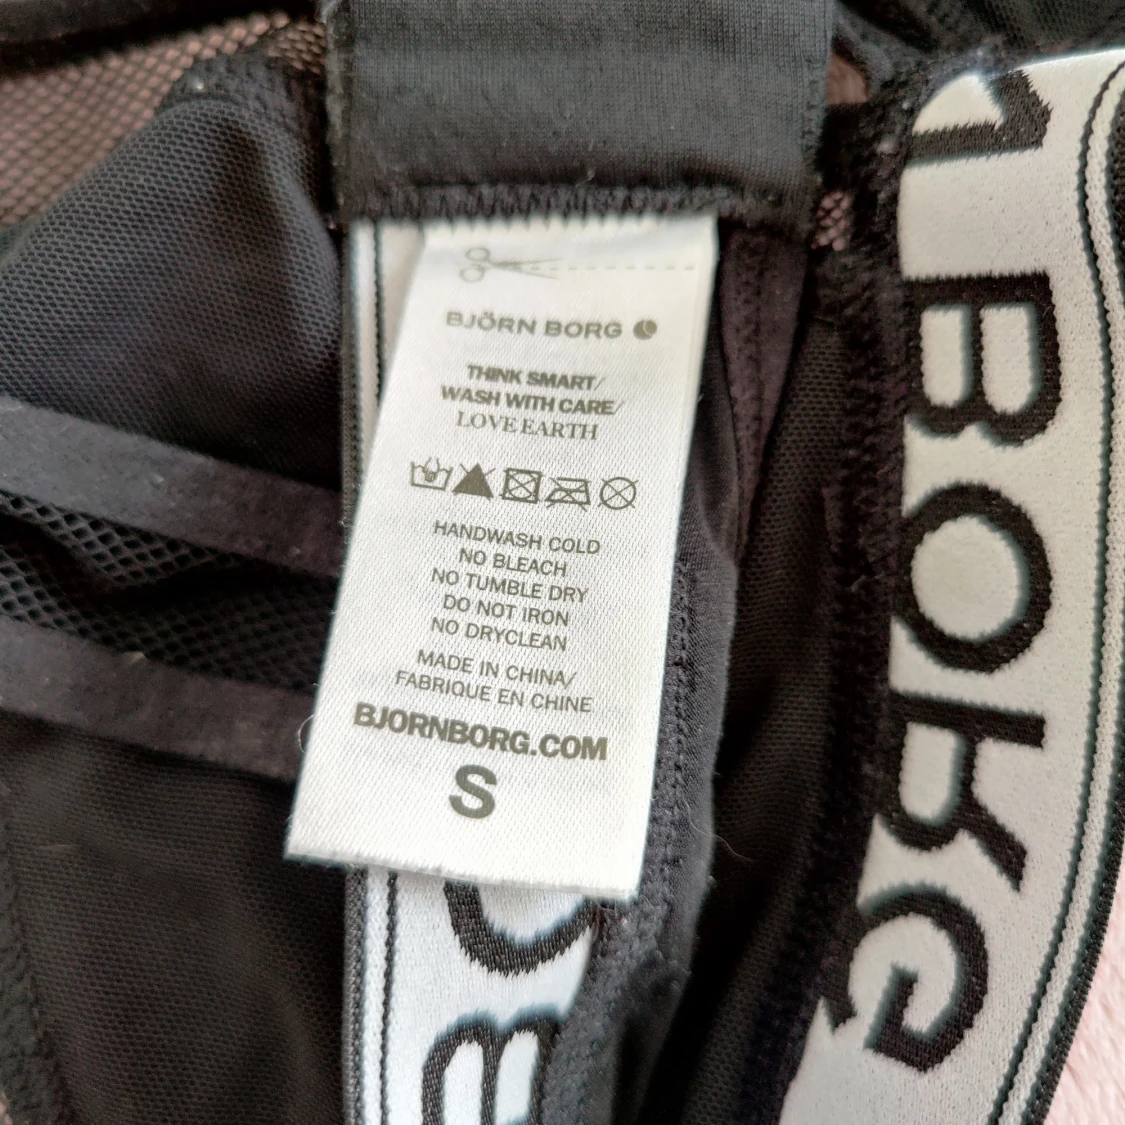 BJÖRN BORG
THINK SMART/
WASH WITH CARE/
LOVE EARTH
HANDWASH COLD
NO BLEACH
NO TUMBLE DRY
DO NOT IRON
NO DRYCLEAN
MADE IN CHINA/
FABRIQUE EN CHINE
BJORNBORG.COM
S
BORG